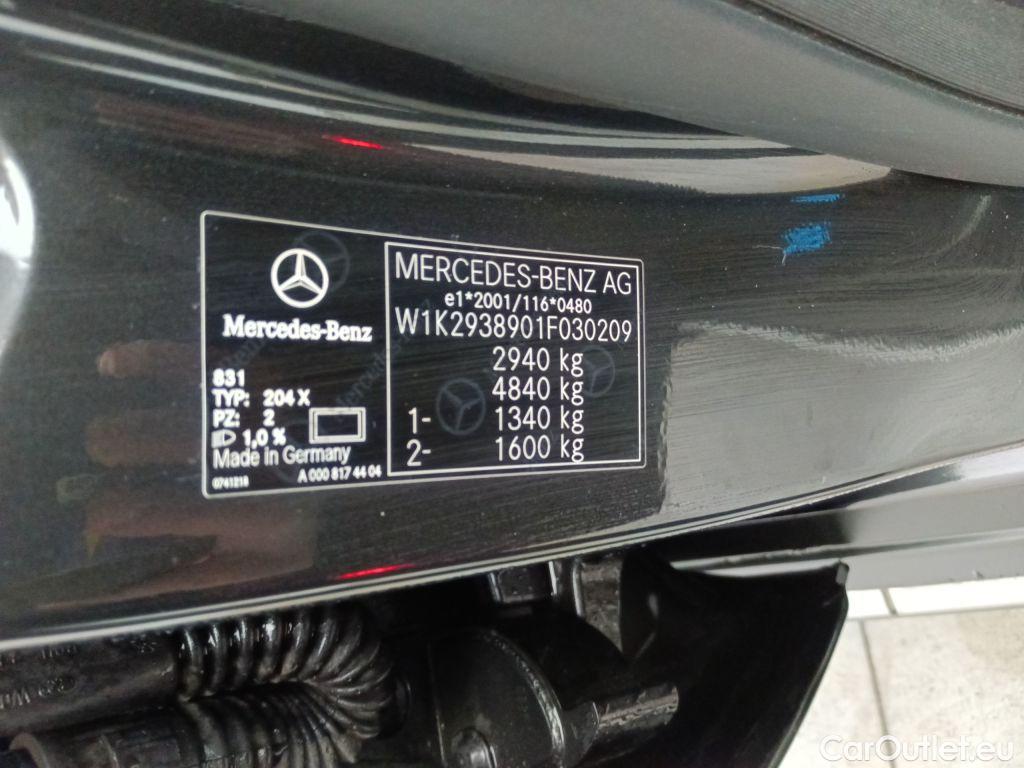 Mercedes-Benz
831
TYP: 204 X
PZ: 2
1,0 %
Made in Germany
0741218
A 000 817 44 04
MERCEDES-BENZ AG
e1*2001/116*0480
W1K2938901F030209
2940 kg
4840 kg
1- 1340 kg
2- 1600 kg
CarOutlet.eu